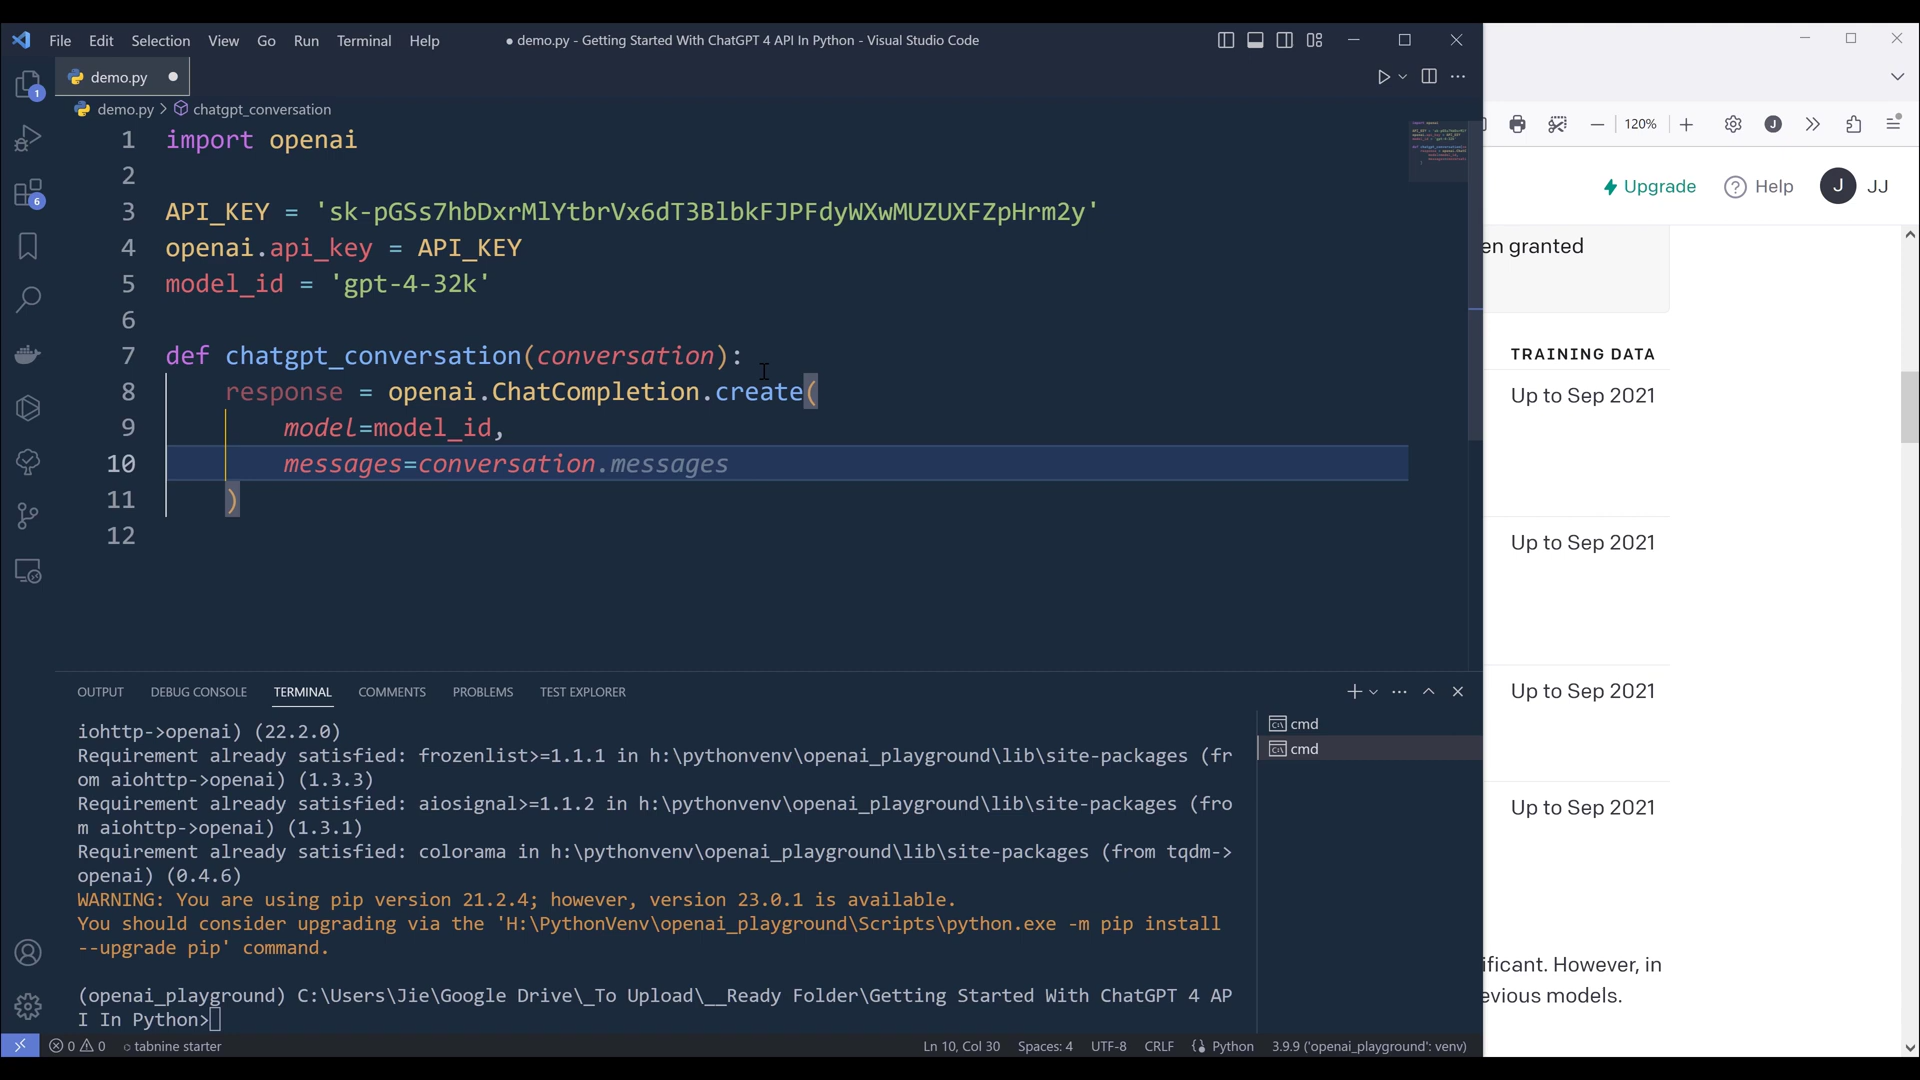 File Edit Selection View Go Run Terminal Help
● demo.py - Getting Started With ChatGPT 4 API In Python - Visual Studio Code
demo.py
demo.py > chatgpt_conversation
1 import openai
2
3 API_KEY = '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'
4 openai.api_key = API_KEY
5 model_id = 'gpt-4-32k'
6
7 def chatgpt_conversation(conversation):
8 response = openai.ChatCompletion.create(
9 model=model_id,
10 messages=conversation.messages
11 )
12
1
6
OUTPUT DEBUG CONSOLE TERMINAL COMMENTS PROBLEMS TEST EXPLORER
iohttp->openai) (22.2.0)
Requirement already satisfied: frozenlist>=1.1.1 in h:\pythonvenv\openai_playground\lib\site-packages (fr
om aiohttp->openai) (1.3.3)
Requirement already satisfied: aiosignal>=1.1.2 in h:\pythonvenv\openai_playground\lib\site-packages (fro
m aiohttp->openai) (1.3.1)
Requirement already satisfied: colorama in h:\pythonvenv\openai_playground\lib\site-packages (from tqdm->
openai) (0.4.6)
WARNING: You are using pip version 21.2.4; however, version 23.0.1 is available.
You should consider upgrading via the 'H:\PythonVenv\openai_playground\Scripts\python.exe -m pip install
--upgrade pip' command.
(openai_playground) C:\Users\Jie\Google Drive\_To Upload\__Ready Folder\Getting Started With ChatGPT 4 AP
I In Python>
cmd
cmd
0 0 tabnine starter
Ln 10, Col 30 Spaces: 4 UTF-8 CRLF Python 3.9.9 ('openai_playground': venv)
120% J
Upgrade Help J JJ
en granted
TRAINING DATA
Up to Sep 2021
Up to Sep 2021
Up to Sep 2021
Up to Sep 2021
ificant. However, in
evious models.